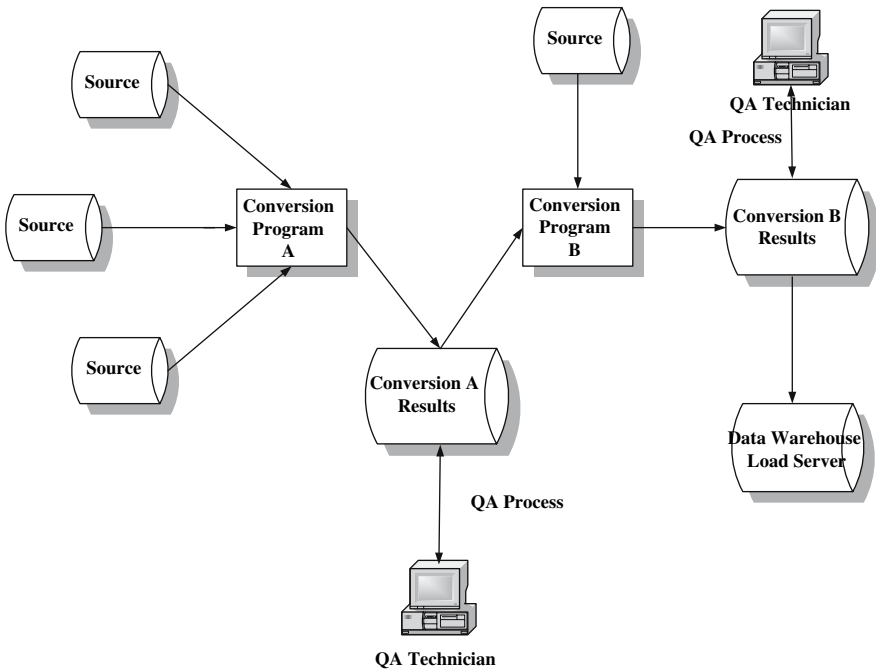 Source
Source
Source
Conversion
Program
A
Conversion A
Results
QA Process
QA Technician
Source
Conversion
Program
B
QA Technician
QA Process
Conversion B
Results
Data Warehouse
Load Server